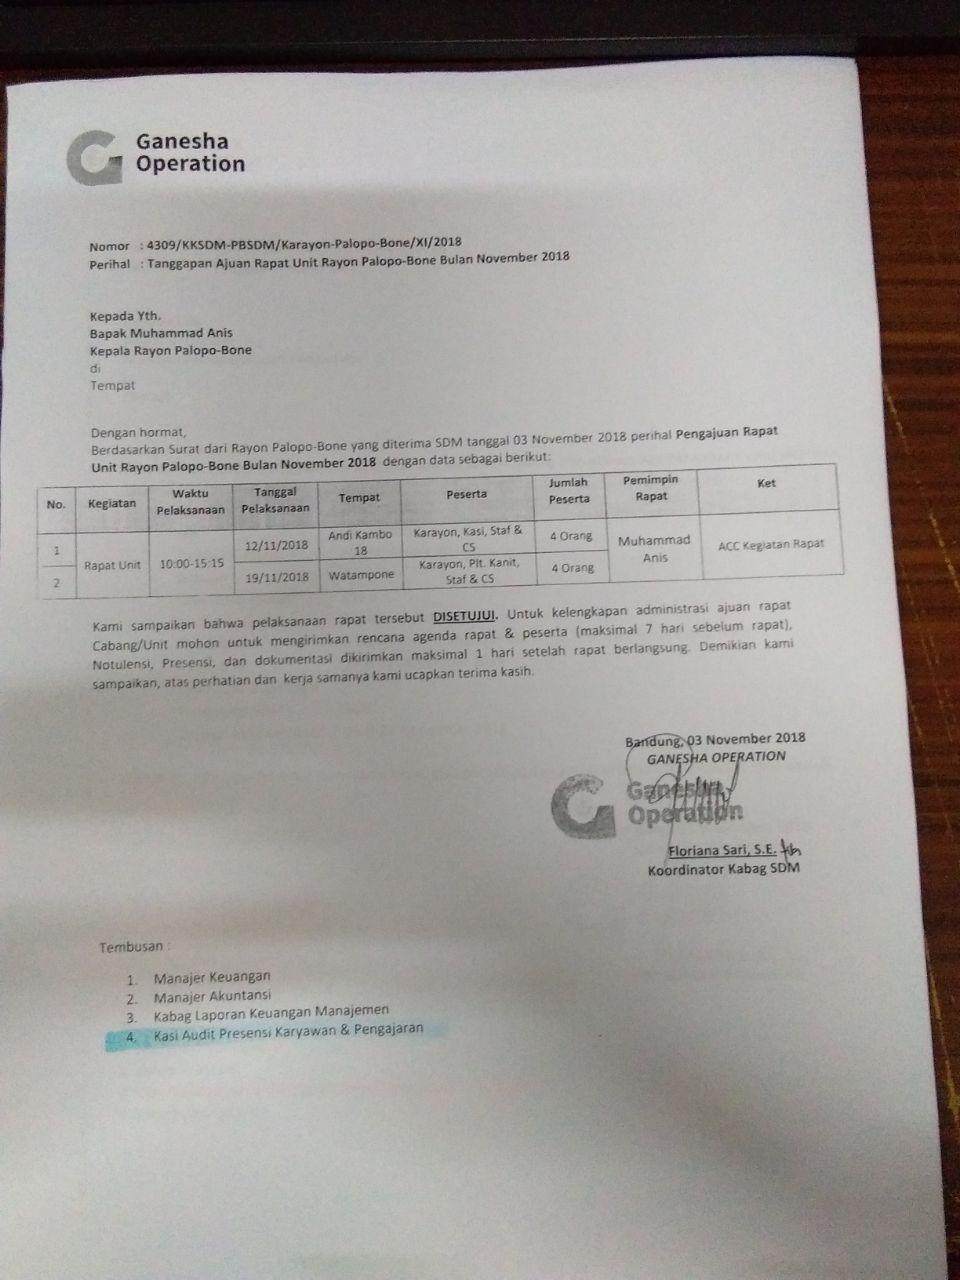 Ganesha
Operation
Nomor : 4309/KKSDM-PBSDM/Karayon-Palopo-Bone/XI/2018
Perihal : Tanggapan Ajuan Rapat Unit Rayon Palopo-Bone Bulan November 2018
Kepada Yth.
Bapak Muhammad Anis
Kepala Rayon Palopo-Bone
di
Tempat
Dengan hormat,
Berdasarkan Surat dari Rayon Palopo-Bone yang diterima SDM tanggal 03 November 2018 perihal Pengajuan Rapat
Unit Rayon Palopo-Bone Bulan November 2018 dengan data sebagai berikut:
No. Kegiatan Waktu Pelaksanaan Tanggal Pelaksanaan Tempat Peserta Jumlah Peserta Pemimpin Rapat Ket
1 Rapat Unit 10:00-15:15 12/11/2018 Andi Kambo 18 Karayon, Kasi, Staf & CS 4 Orang Muhammad Anis ACC Kegiatan Rapat
2 19/11/2018 Watampone Karayon, Plt. Kanit, Staf & CS 4 Orang
Kami sampaikan bahwa pelaksanaan rapat tersebut DISETUJUI. Untuk kelengkapan administrasi ajuan rapat
Cabang/Unit mohon untuk mengirimkan rencana agenda rapat & peserta (maksimal 7 hari sebelum rapat),
Notulensi, Presensi, dan dokumentasi dikirimkan maksimal 1 hari setelah rapat berlangsung. Demikian kami
sampaikan, atas perhatian dan kerja samanya kami ucapkan terima kasih.
Bandung, 03 November 2018
GANESHA OPERATION
Ganesha
Operation
Floriana Sari, S.E.
Koordinator Kabag SDM
Tembusan :
1. Manajer Keuangan
2. Manajer Akuntansi
3. Kabag Laporan Keuangan Manajemen
4. Kasi Audit Presensi Karyawan & Pengajaran